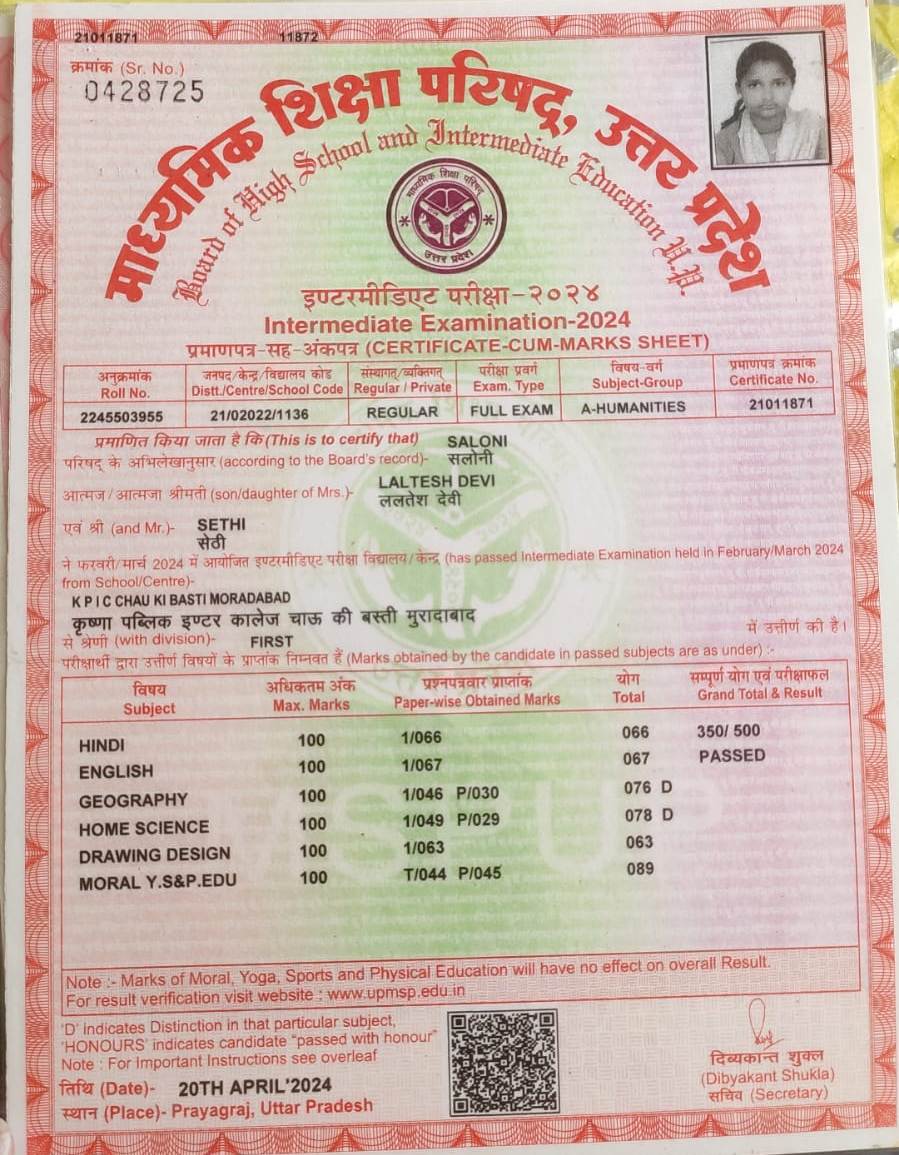 21011871 11872
क्रमांक (Sr. No.)
0428725
माध्यमिक शिक्षा परिषद्, उत्तर प्रदेश
Board of High School and Intermediate Education U.P.
माध्यमिक शिक्षा परिषद
उत्तर प्रदेश
इण्टरमीडिएट परीक्षा-२०२४
Intermediate Examination-2024
प्रमाणपत्र-सह-अंकपत्र (CERTIFICATE-CUM-MARKS SHEET)
अनुक्रमांक जनपद/केन्द्र/विद्यालय कोड संस्थागत/व्यक्तिगत परीक्षा प्रवर्ग विषय-वर्ग प्रमाणपत्र क्रमांक
Roll No. Distt./Centre/School Code Regular / Private Exam. Type Subject-Group Certificate No.
2245503955 21/02022/1136 REGULAR FULL EXAM A-HUMANITIES 21011871
प्रमाणित किया जाता है कि (This is to certify that) SALONI
परिषद् के अभिलेखानुसार (according to the Board's record)- सलोनी
LALTESH DEVI
आत्मज/आत्मजा श्रीमती (son/daughter of Mrs.)- ललतेश देवी
एवं श्री (and Mr.)- SETHI
सेठी
ने फरवरी/मार्च 2024 में आयोजित इण्टरमीडिएट परीक्षा विद्यालय/केन्द्र (has passed Intermediate Examination held in February/March 2024
from School/Centre)-
K P I C CHAU KI BASTI MORADABAD
कृष्णा पब्लिक इण्टर कालेज चाऊ की बस्ती मुरादाबाद में उत्तीर्ण की है।
से श्रेणी (with division)- FIRST
परीक्षार्थी द्वारा उत्तीर्ण विषयों के प्राप्तांक निम्नवत हैं (Marks obtained by the candidate in passed subjects are as under) :-
विषय अधिकतम अंक प्रश्नपत्रवार प्राप्तांक योग सम्पूर्ण योग एवं परीक्षाफल
Subject Max. Marks Paper-wise Obtained Marks Total Grand Total & Result
HINDI 100 1/066 066 350/ 500
ENGLISH 100 1/067 067 PASSED
GEOGRAPHY 100 1/046 P/030 076 D
HOME SCIENCE 100 1/049 P/029 078 D
DRAWING DESIGN 100 1/063 063
MORAL Y.S&P.EDU 100 T/044 P/045 089
Note :- Marks of Moral, Yoga, Sports and Physical Education will have no effect on overall Result.
For result verification visit website : www.upmsp.edu.in
'D' indicates Distinction in that particular subject,
'HONOURS' indicates candidate "passed with honour"
Note : For Important Instructions see overleaf
तिथि (Date)- 20TH APRIL'2024
स्थान (Place)- Prayagraj, Uttar Pradesh
दिव्यकान्त शुक्ल
(Dibyakant Shukla)
सचिव (Secretary)